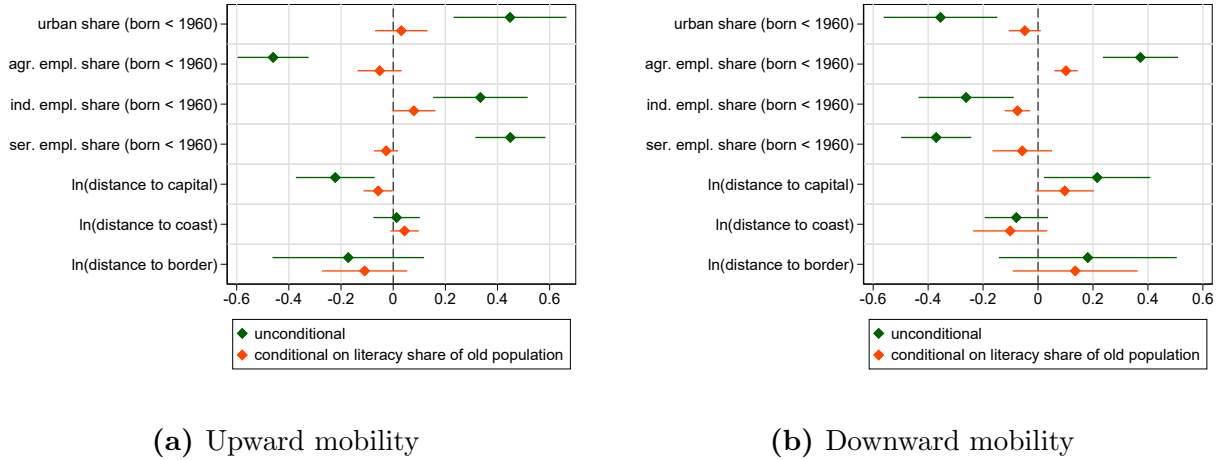 urban share (born < 1960)
agr. empl. share (born < 1960)
ind. empl. share (born < 1960)
ser. empl. share (born < 1960)
ln(distance to capital)
ln(distance to coast)
ln(distance to border)
-0.6 -0.4 -0.2 0 0.2 0.4 0.6
unconditional
conditional on literacy share of old population
(a) Upward mobility
urban share (born < 1960)
agr. empl. share (born < 1960)
ind. empl. share (born < 1960)
ser. empl. share (born < 1960)
ln(distance to capital)
ln(distance to coast)
ln(distance to border)
-0.6 -0.4 -0.2 0 0.2 0.4 0.6
unconditional
conditional on literacy share of old population
(b) Downward mobility